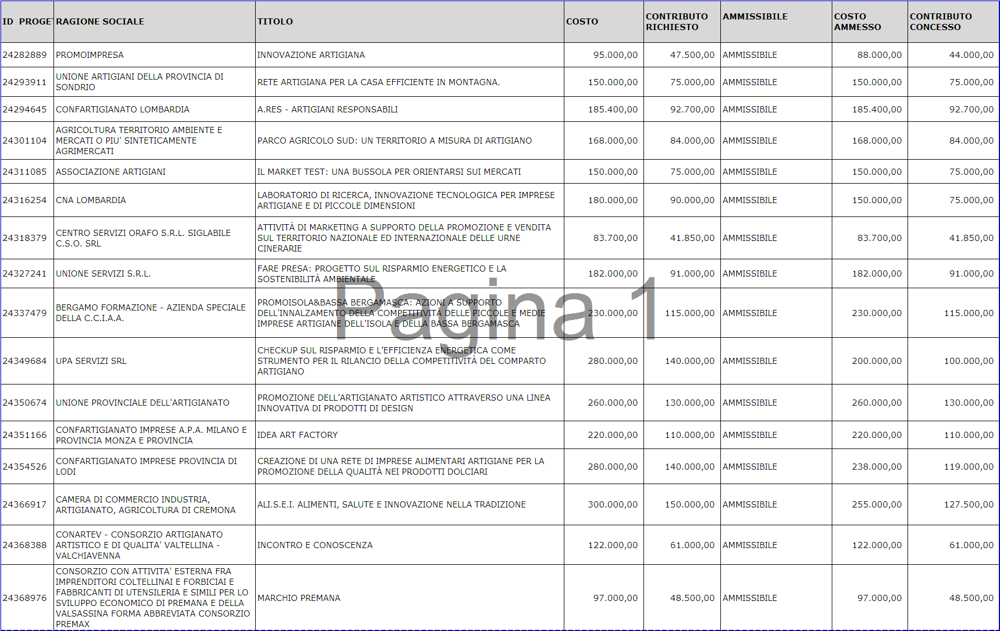 ID PROGET RAGIONE SOCIALE TITOLO COSTO CONTRIBUTO RICHIESTO AMMISSIBILE COSTO AMMESSO CONTRIBUTO CONCESSO
24282889 PROMOIMPRESA INNOVAZIONE ARTIGIANA 95.000,00 47.500,00 AMMISSIBILE 88.000,00 44.000,00
24293911 UNIONE ARTIGIANI DELLA PROVINCIA DI SONDRIO RETE ARTIGIANA PER LA CASA EFFICIENTE IN MONTAGNA. 150.000,00 75.000,00 AMMISSIBILE 150.000,00 75.000,00
24294645 CONFARTIGIANATO LOMBARDIA A.RES - ARTIGIANI RESPONSABILI 185.400,00 92.700,00 AMMISSIBILE 185.400,00 92.700,00
24301104 AGRICOLTURA TERRITORIO AMBIENTE E MERCATI O PIU' SINTETICAMENTE AGRIMERCATI PARCO AGRICOLO SUD: UN TERRITORIO A MISURA DI ARTIGIANO 168.000,00 84.000,00 AMMISSIBILE 168.000,00 84.000,00
24311085 ASSOCIAZIONE ARTIGIANI IL MARKET TEST: UNA BUSSOLA PER ORIENTARSI SUI MERCATI 150.000,00 75.000,00 AMMISSIBILE 150.000,00 75.000,00
24316254 CNA LOMBARDIA LABORATORIO DI RICERCA, INNOVAZIONE TECNOLOGICA PER IMPRESE ARTIGIANE E DI PICCOLE DIMENSIONI 180.000,00 90.000,00 AMMISSIBILE 150.000,00 75.000,00
24318379 CENTRO SERVIZI ORAFO S.R.L. SIGLABILE C.S.O. SRL ATTIVITÀ DI MARKETING A SUPPORTO DELLA PROMOZIONE E VENDITA SUL TERRITORIO NAZIONALE ED INTERNAZIONALE DELLE URNE CINERARIE 83.700,00 41.850,00 AMMISSIBILE 83.700,00 41.850,00
24327241 UNIONE SERVIZI S.R.L. FARE PRESA: PROGETTO SUL RISPARMIO ENERGETICO E LA SOSTENIBILITÀ AMBIENTALE 182.000,00 91.000,00 AMMISSIBILE 182.000,00 91.000,00
Pagina 1
24337479 BERGAMO FORMAZIONE - AZIENDA SPECIALE DELLA C.C.I.A.A. PROMOISOLA&BASSA BERGAMASCA: AZIONI A SUPPORTO DELL'INNALZAMENTO DELLA COMPETITIVITÀ DELLE PICCOLE E MEDIE IMPRESE ARTIGIANE DELL'ISOLA E DELLA BASSA BERGAMASCA 230.000,00 115.000,00 AMMISSIBILE 230.000,00 115.000,00
24349684 UPA SERVIZI SRL CHECKUP SUL RISPARMIO E L’EFFICIENZA ENERGETICA COME STRUMENTO PER IL RILANCIO DELLA COMPETITIVITÀ DEL COMPARTO ARTIGIANO 280.000,00 140.000,00 AMMISSIBILE 200.000,00 100.000,00
24350674 UNIONE PROVINCIALE DELL'ARTIGIANATO PROMOZIONE DELL’ARTIGIANATO ARTISTICO ATTRAVERSO UNA LINEA INNOVATIVA DI PRODOTTI DI DESIGN 260.000,00 130.000,00 AMMISSIBILE 260.000,00 130.000,00
24351166 CONFARTIGIANATO IMPRESE A.P.A. MILANO E PROVINCIA MONZA E PROVINCIA IDEA ART FACTORY 220.000,00 110.000,00 AMMISSIBILE 220.000,00 110.000,00
24354526 CONFARTIGIANATO IMPRESE PROVINCIA DI LODI CREAZIONE DI UNA RETE DI IMPRESE ALIMENTARI ARTIGIANE PER LA PROMOZIONE DELLA QUALITÀ NEI PRODOTTI DOLCIARI 280.000,00 140.000,00 AMMISSIBILE 238.000,00 119.000,00
24366917 CAMERA DI COMMERCIO INDUSTRIA, ARTIGIANATO, AGRICOLTURA DI CREMONA ALI.S.E.I. ALIMENTI, SALUTE E INNOVAZIONE NELLA TRADIZIONE 300.000,00 150.000,00 AMMISSIBILE 255.000,00 127.500,00
24368388 CONARTEV - CONSORZIO ARTIGIANATO ARTISTICO E DI QUALITA' VALTELLINA - VALCHIAVENNA INCONTRO E CONOSCENZA 122.000,00 61.000,00 AMMISSIBILE 122.000,00 61.000,00
24368976 CONSORZIO CON ATTIVITA' ESTERNA FRA IMPRENDITORI COLTELLINAI E FORBICIAI E FABBRICANTI DI UTENSILERIA E SIMILI PER LO SVILUPPO ECONOMICO DI PREMANA E DELLA VALSASSINA FORMA ABBREVIATA CONSORZIO PREMAX MARCHIO PREMANA 97.000,00 48.500,00 AMMISSIBILE 97.000,00 48.500,00